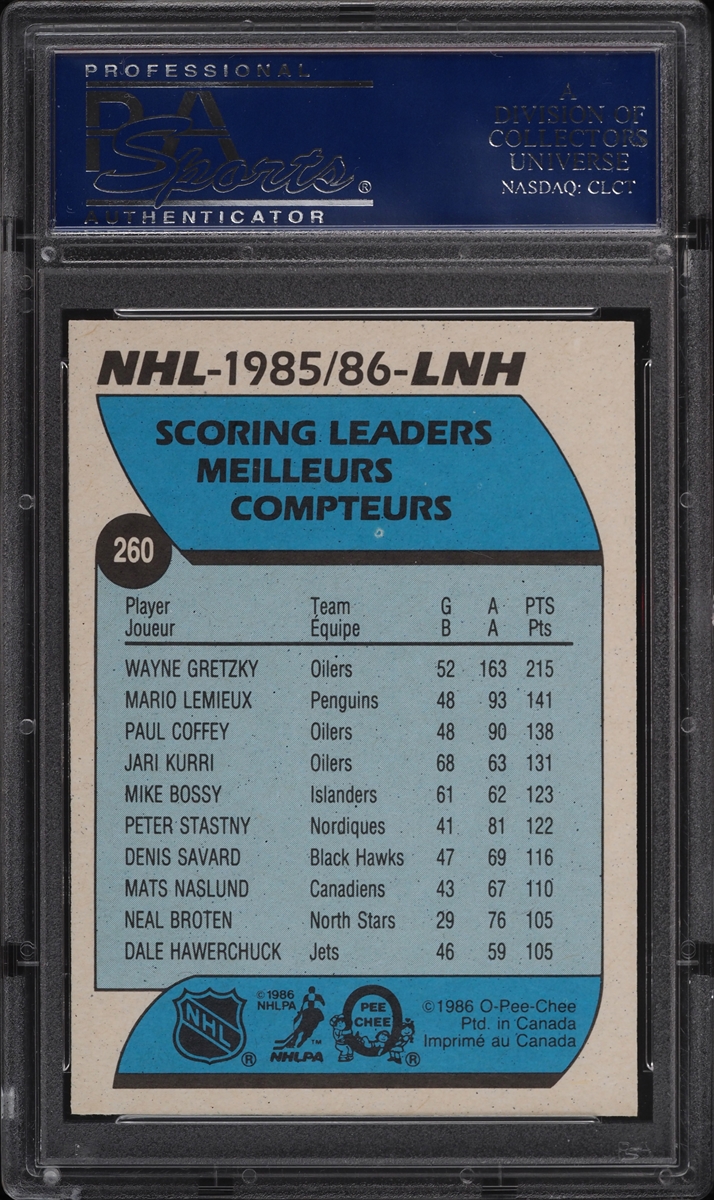 PROFESSIONAL
PSA
Sports®
AUTHENTICATOR
A
DIVISION OF
COLLECTORS
UNIVERSE
NASDAQ: CLCT
NHL-1985/86-LNH
SCORING LEADERS
MEILLEURS
COMPTEURS
260
Player Team G A PTS
Joueur Équipe B A Pts
WAYNE GRETZKY Oilers 52 163 215
MARIO LEMIEUX Penguins 48 93 141
PAUL COFFEY Oilers 48 90 138
JARI KURRI Oilers 68 63 131
MIKE BOSSY Islanders 61 62 123
PETER STASTNY Nordiques 41 81 122
DENIS SAVARD Black Hawks 47 69 116
MATS NASLUND Canadiens 43 67 110
NEAL BROTEN North Stars 29 76 105
DALE HAWERCHUCK Jets 46 59 105
NHL ®
©1986
NHLPA
™
NHLPA
PEE
CHEE
®
©1986 O-Pee-Chee
Ptd. in Canada
Imprimé au Canada
PSA